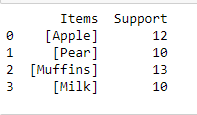 Items Support
0 [Apple] 12
1 [Pear] 10
2 [Muffins] 13
3 [Milk] 10